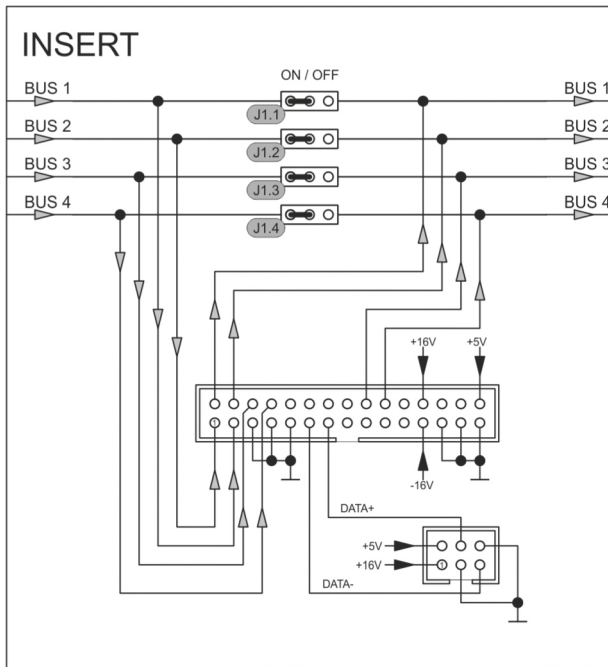 INSERT
ON / OFF
BUS 1
BUS 1
J1.1
BUS 2
BUS 2
J1.2
BUS 3
BUS 3
J1.3
BUS 4
BUS 4
J1.4
+16V
+5V
1
-16V
DATA+
+5V
+16V
1
DATA-